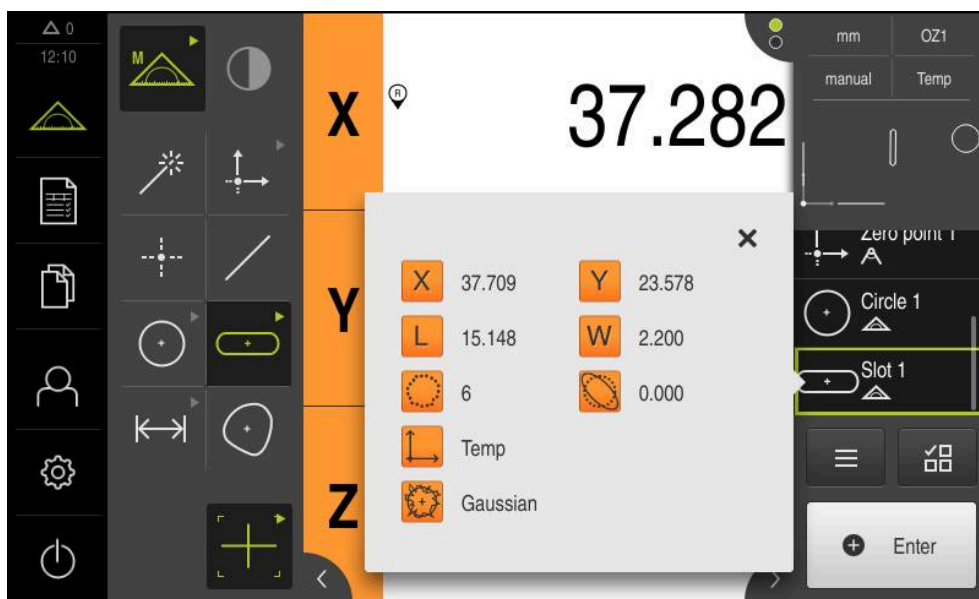 0
12:10
M
X
R
37.282
mm
OZ1
manual
Temp
Y
Z
X 37.709
Y 23.578
L 15.148
W 2.200
6
0.000
Temp
Gaussian
Zero point 1
Circle 1
Slot 1
Enter